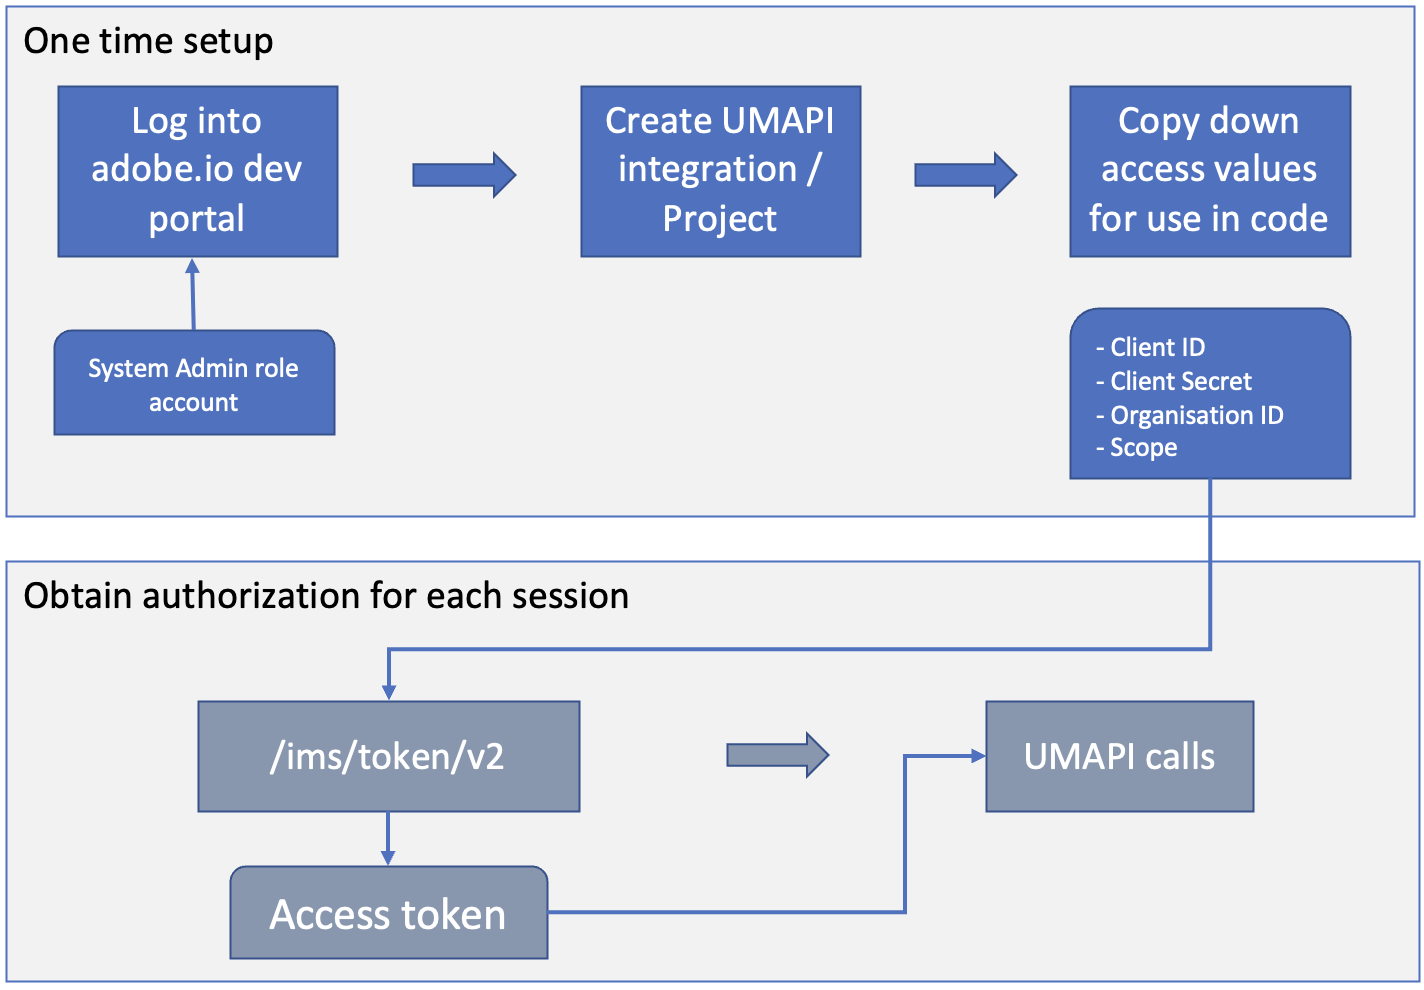 One time setup
Log into
adobe.io dev
portal
Create UMAPI
integration /
Project
Copy down
access values
for use in code
System Admin role
account
- Client ID
- Client Secret
- Organisation ID
- Scope
Obtain authorization for each session
/ims/token/v2
UMAPI calls
Access token